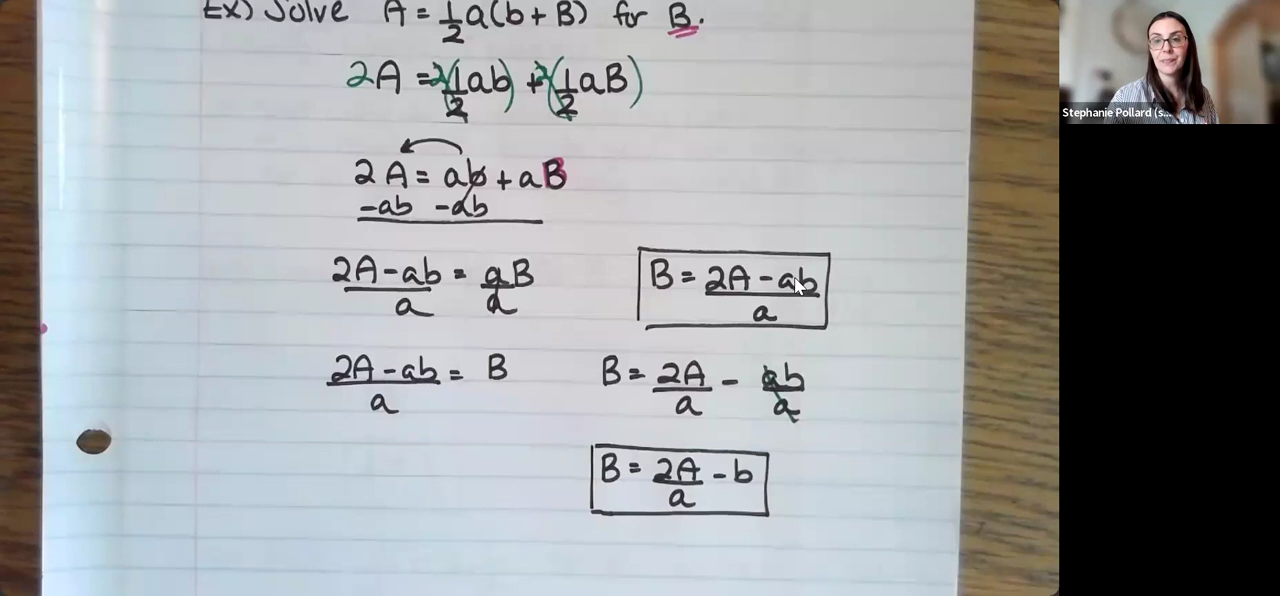 Ex) Solve A = 1/2 a(b + B) for B.
2A = 2(1/2 ab) + 2(1/2 aB)
2A = ab + aB
-ab -ab
2A - ab / a = aB / a
B = 2A - ab / a
2A - ab / a = B
B = 2A / a - ab / a
B = 2A / a - b
Stephanie Pollard (s...